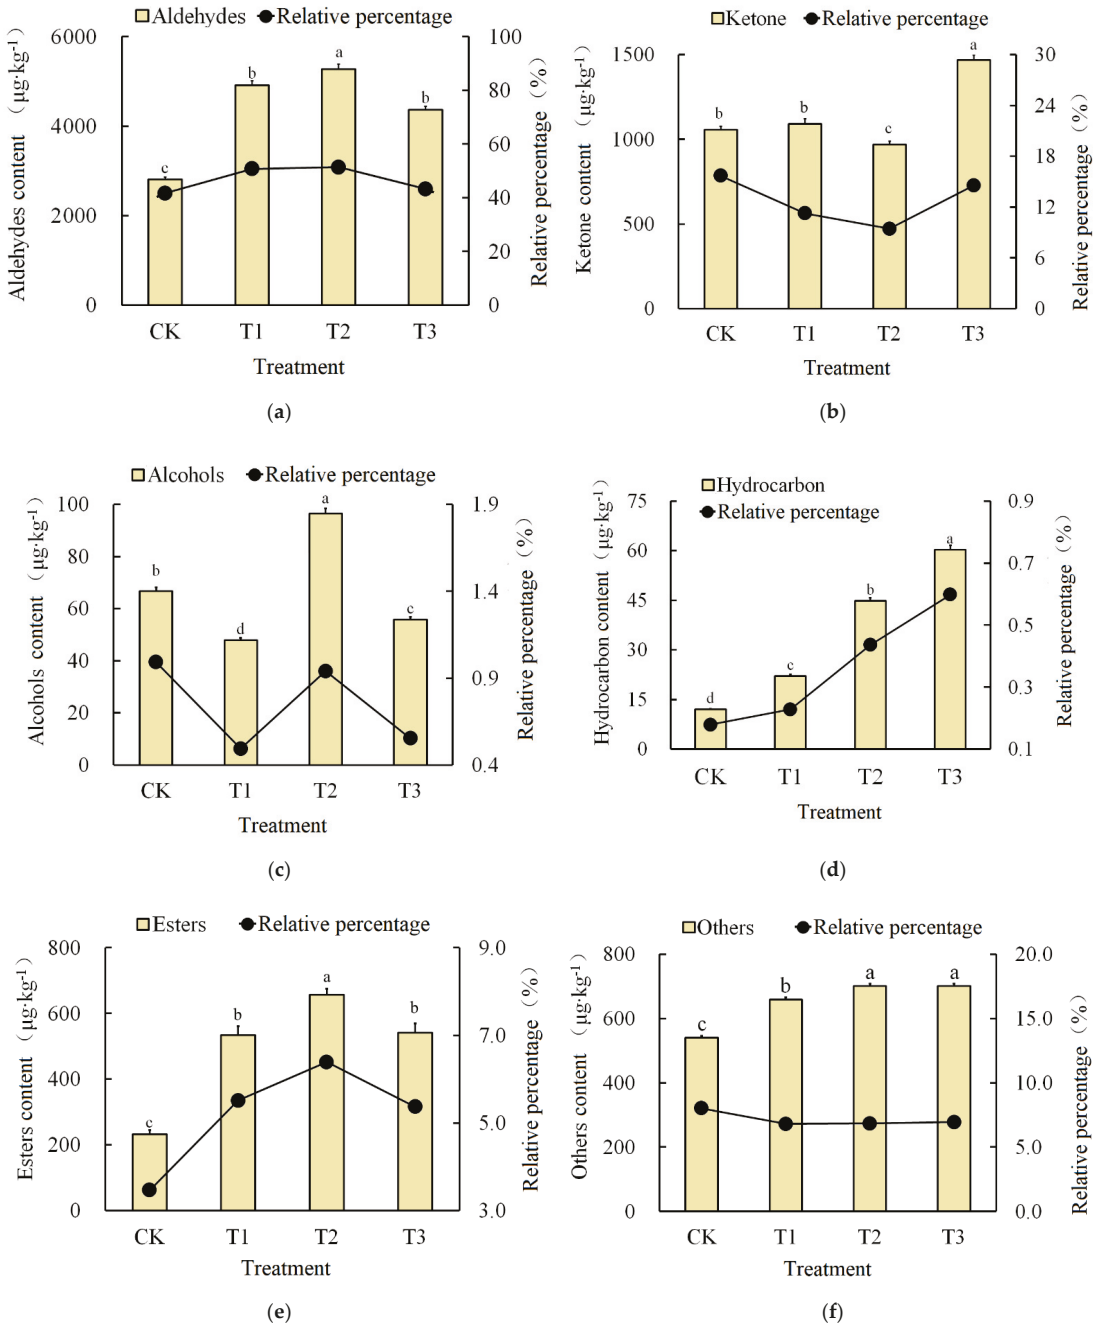 Aldehydes Relative percentage
Aldehydes content （μg·kg-1）
6000
4000
2000
0
c
b
a
b
100
80
60
40
20
0
Relative percentage（%）
CK T1 T2 T3
Treatment
(a)
Ketone Relative percentage
Ketone content （μg·kg-1）
1500
1000
500
0
b
b
c
a
30
24
18
12
6
0
Relative percentage（%）
CK T1 T2 T3
Treatment
(b)
Alcohols Relative percentage
Alcohols content （μg·kg-1）
100
80
60
40
20
0
b
d
a
c
1.9
1.4
0.9
0.4
Relative percentage（%）
CK T1 T2 T3
Treatment
(c)
Hydrocarbon
Relative percentage
Hydrocarbon content（μg·kg-1）
75
60
45
30
15
0
d
c
b
a
0.9
0.7
0.5
0.3
0.1
Relative percentage（%）
CK T1 T2 T3
Treatment
(d)
Esters Relative percentage
Esters content （μg·kg-1）
800
600
400
200
0
c
b
a
b
9.0
7.0
5.0
3.0
Relative percentage（%）
CK T1 T2 T3
Treatment
(e)
Others Relative percentage
Others content （μg·kg-1）
800
600
400
200
0
c
b
a
a
20.0
15.0
10.0
5.0
0.0
Relative percentage（%）
CK T1 T2 T3
Treatment
(f)